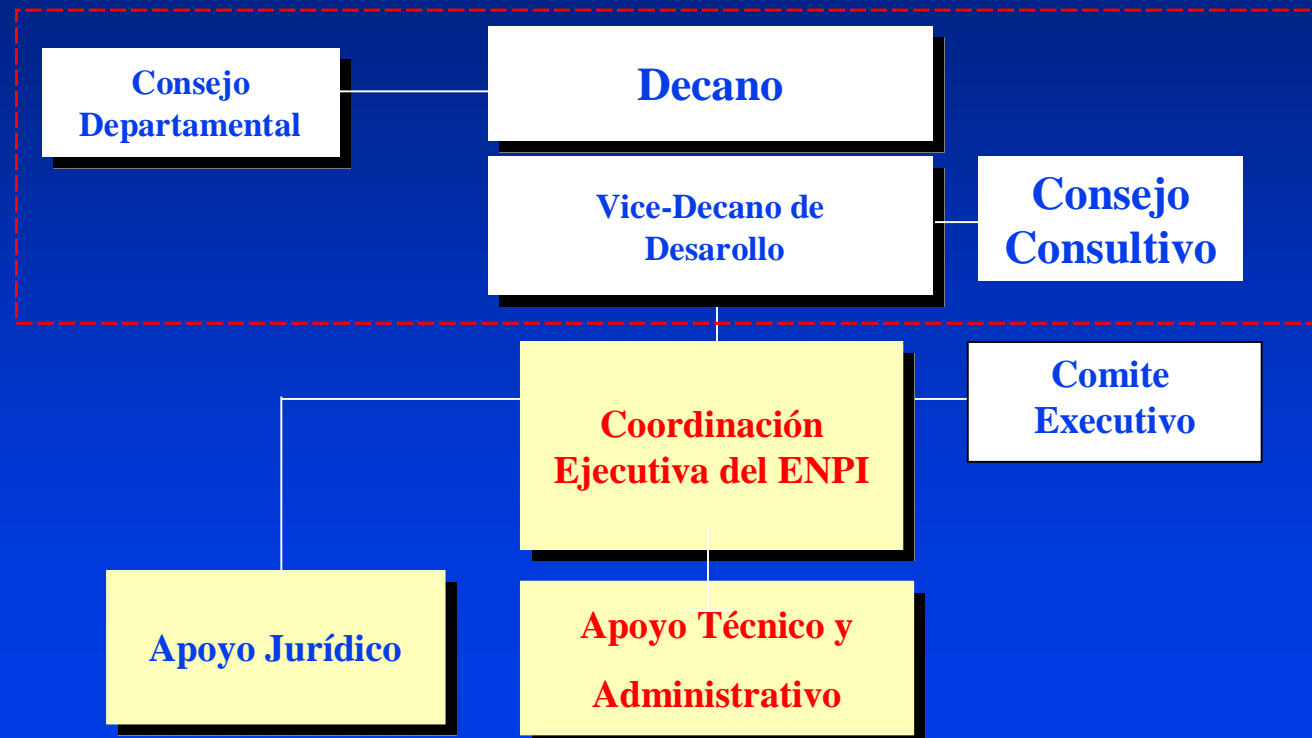 Consejo
Departamental
Decano
Vice-Decano de
Desarollo
Consejo
Consultivo
Coordinación
Ejecutiva del ENPI
Comite
Executivo
Apoyo Jurídico
Apoyo Técnico y
Administrativo